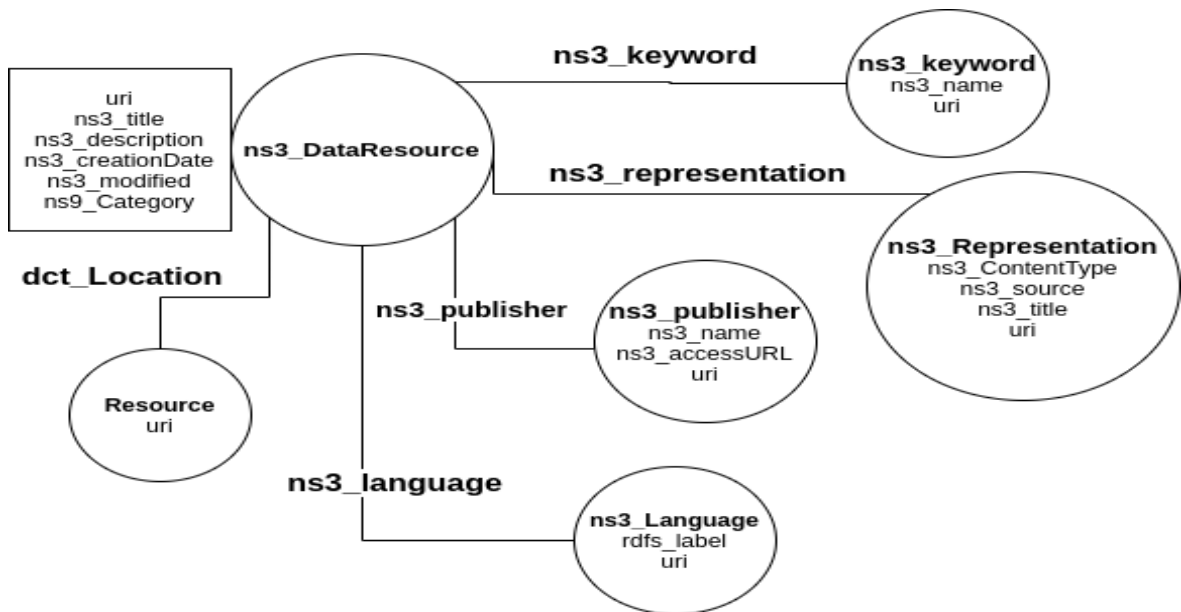 ns3_keyword
ns3_keyword
ns3_name
uri
uri
ns3_title
ns3_description
ns3_creationDate
ns3_modified
ns9_Category
ns3_DataResource
ns3_representation
ns3_Representation
ns3_ContentType
ns3_source
ns3_title
uri
dct_Location
ns3_publisher
ns3_publisher
ns3_name
ns3_accessURL
uri
Resource
uri
ns3_language
ns3_Language
rdfs_label
uri